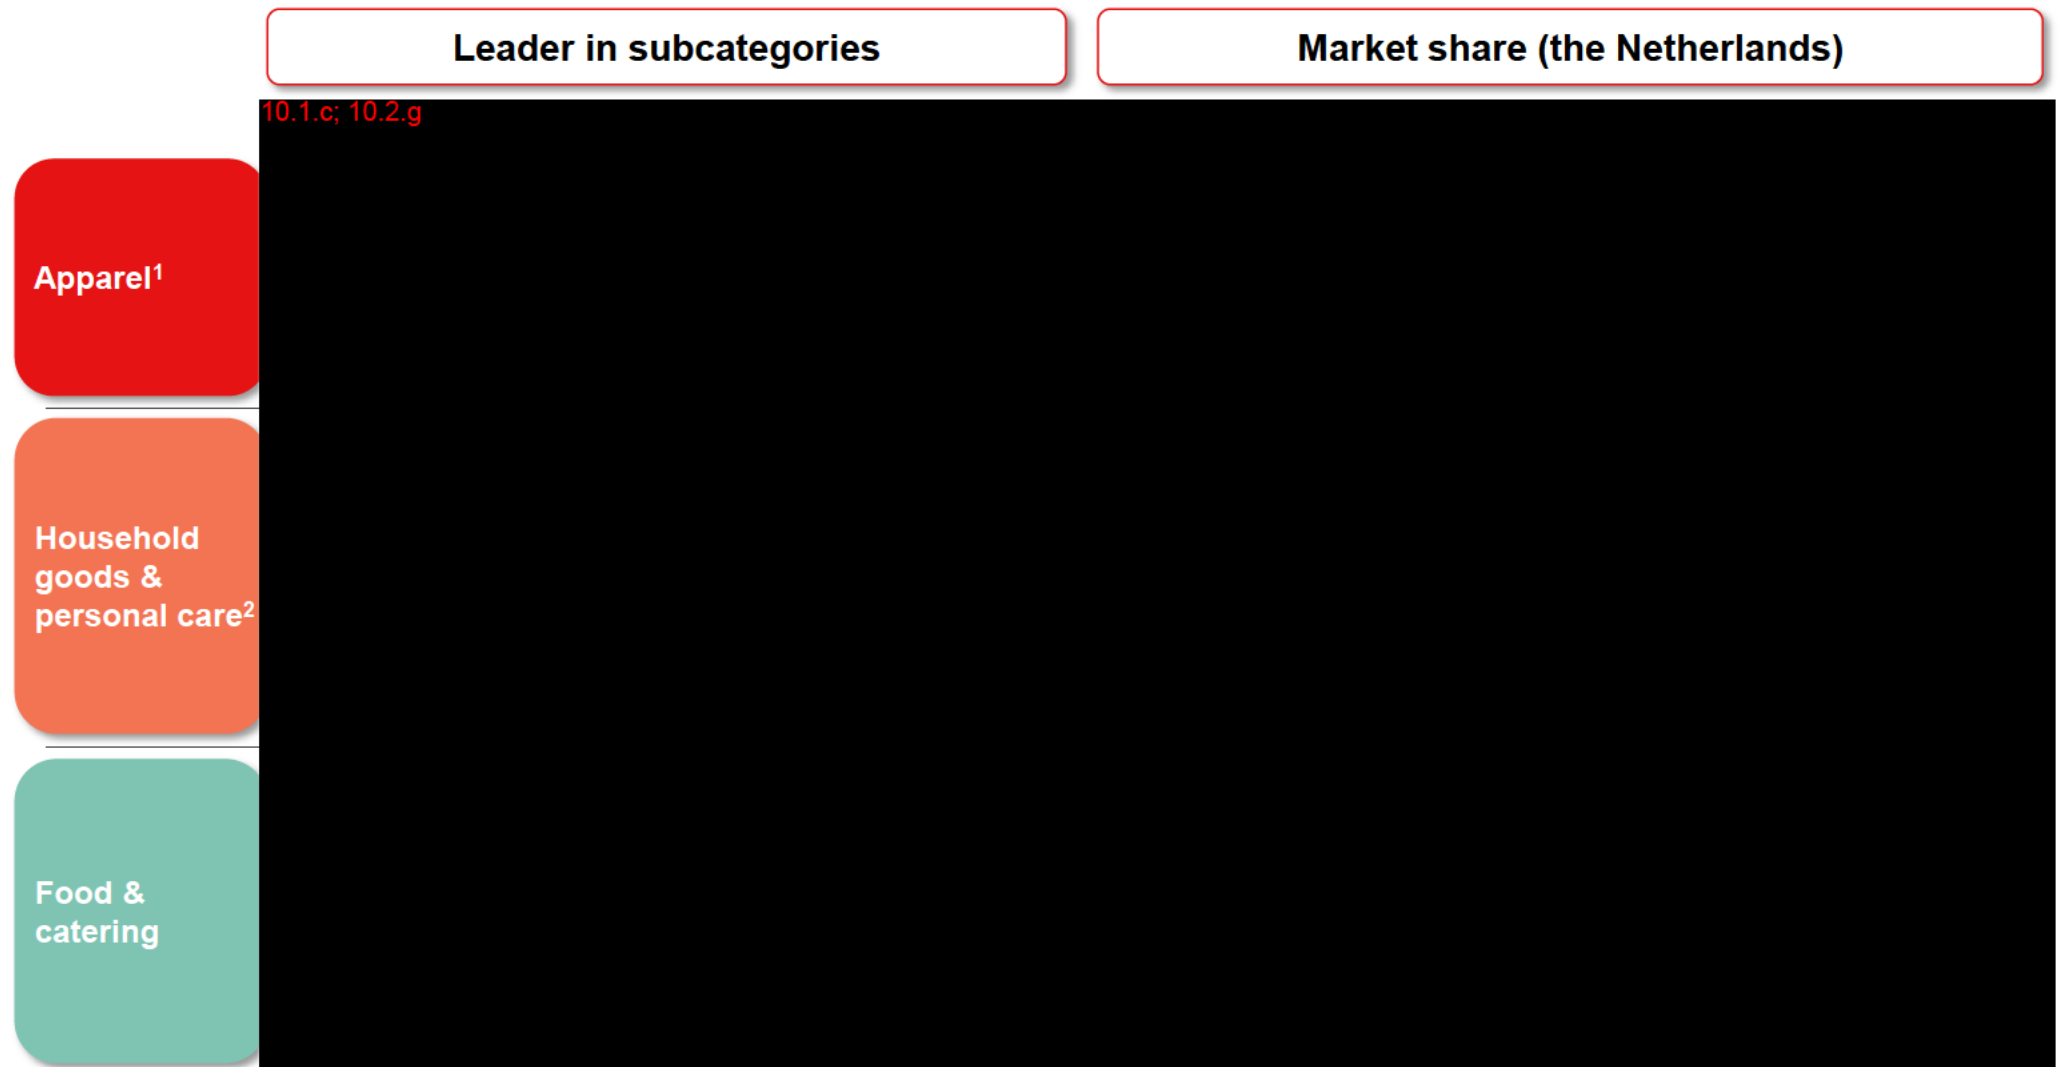 Leader in subcategories
Market share (the Netherlands)
10.1.c; 10.2.g
Apparel¹
Household
goods &
personal care²
Food &
catering